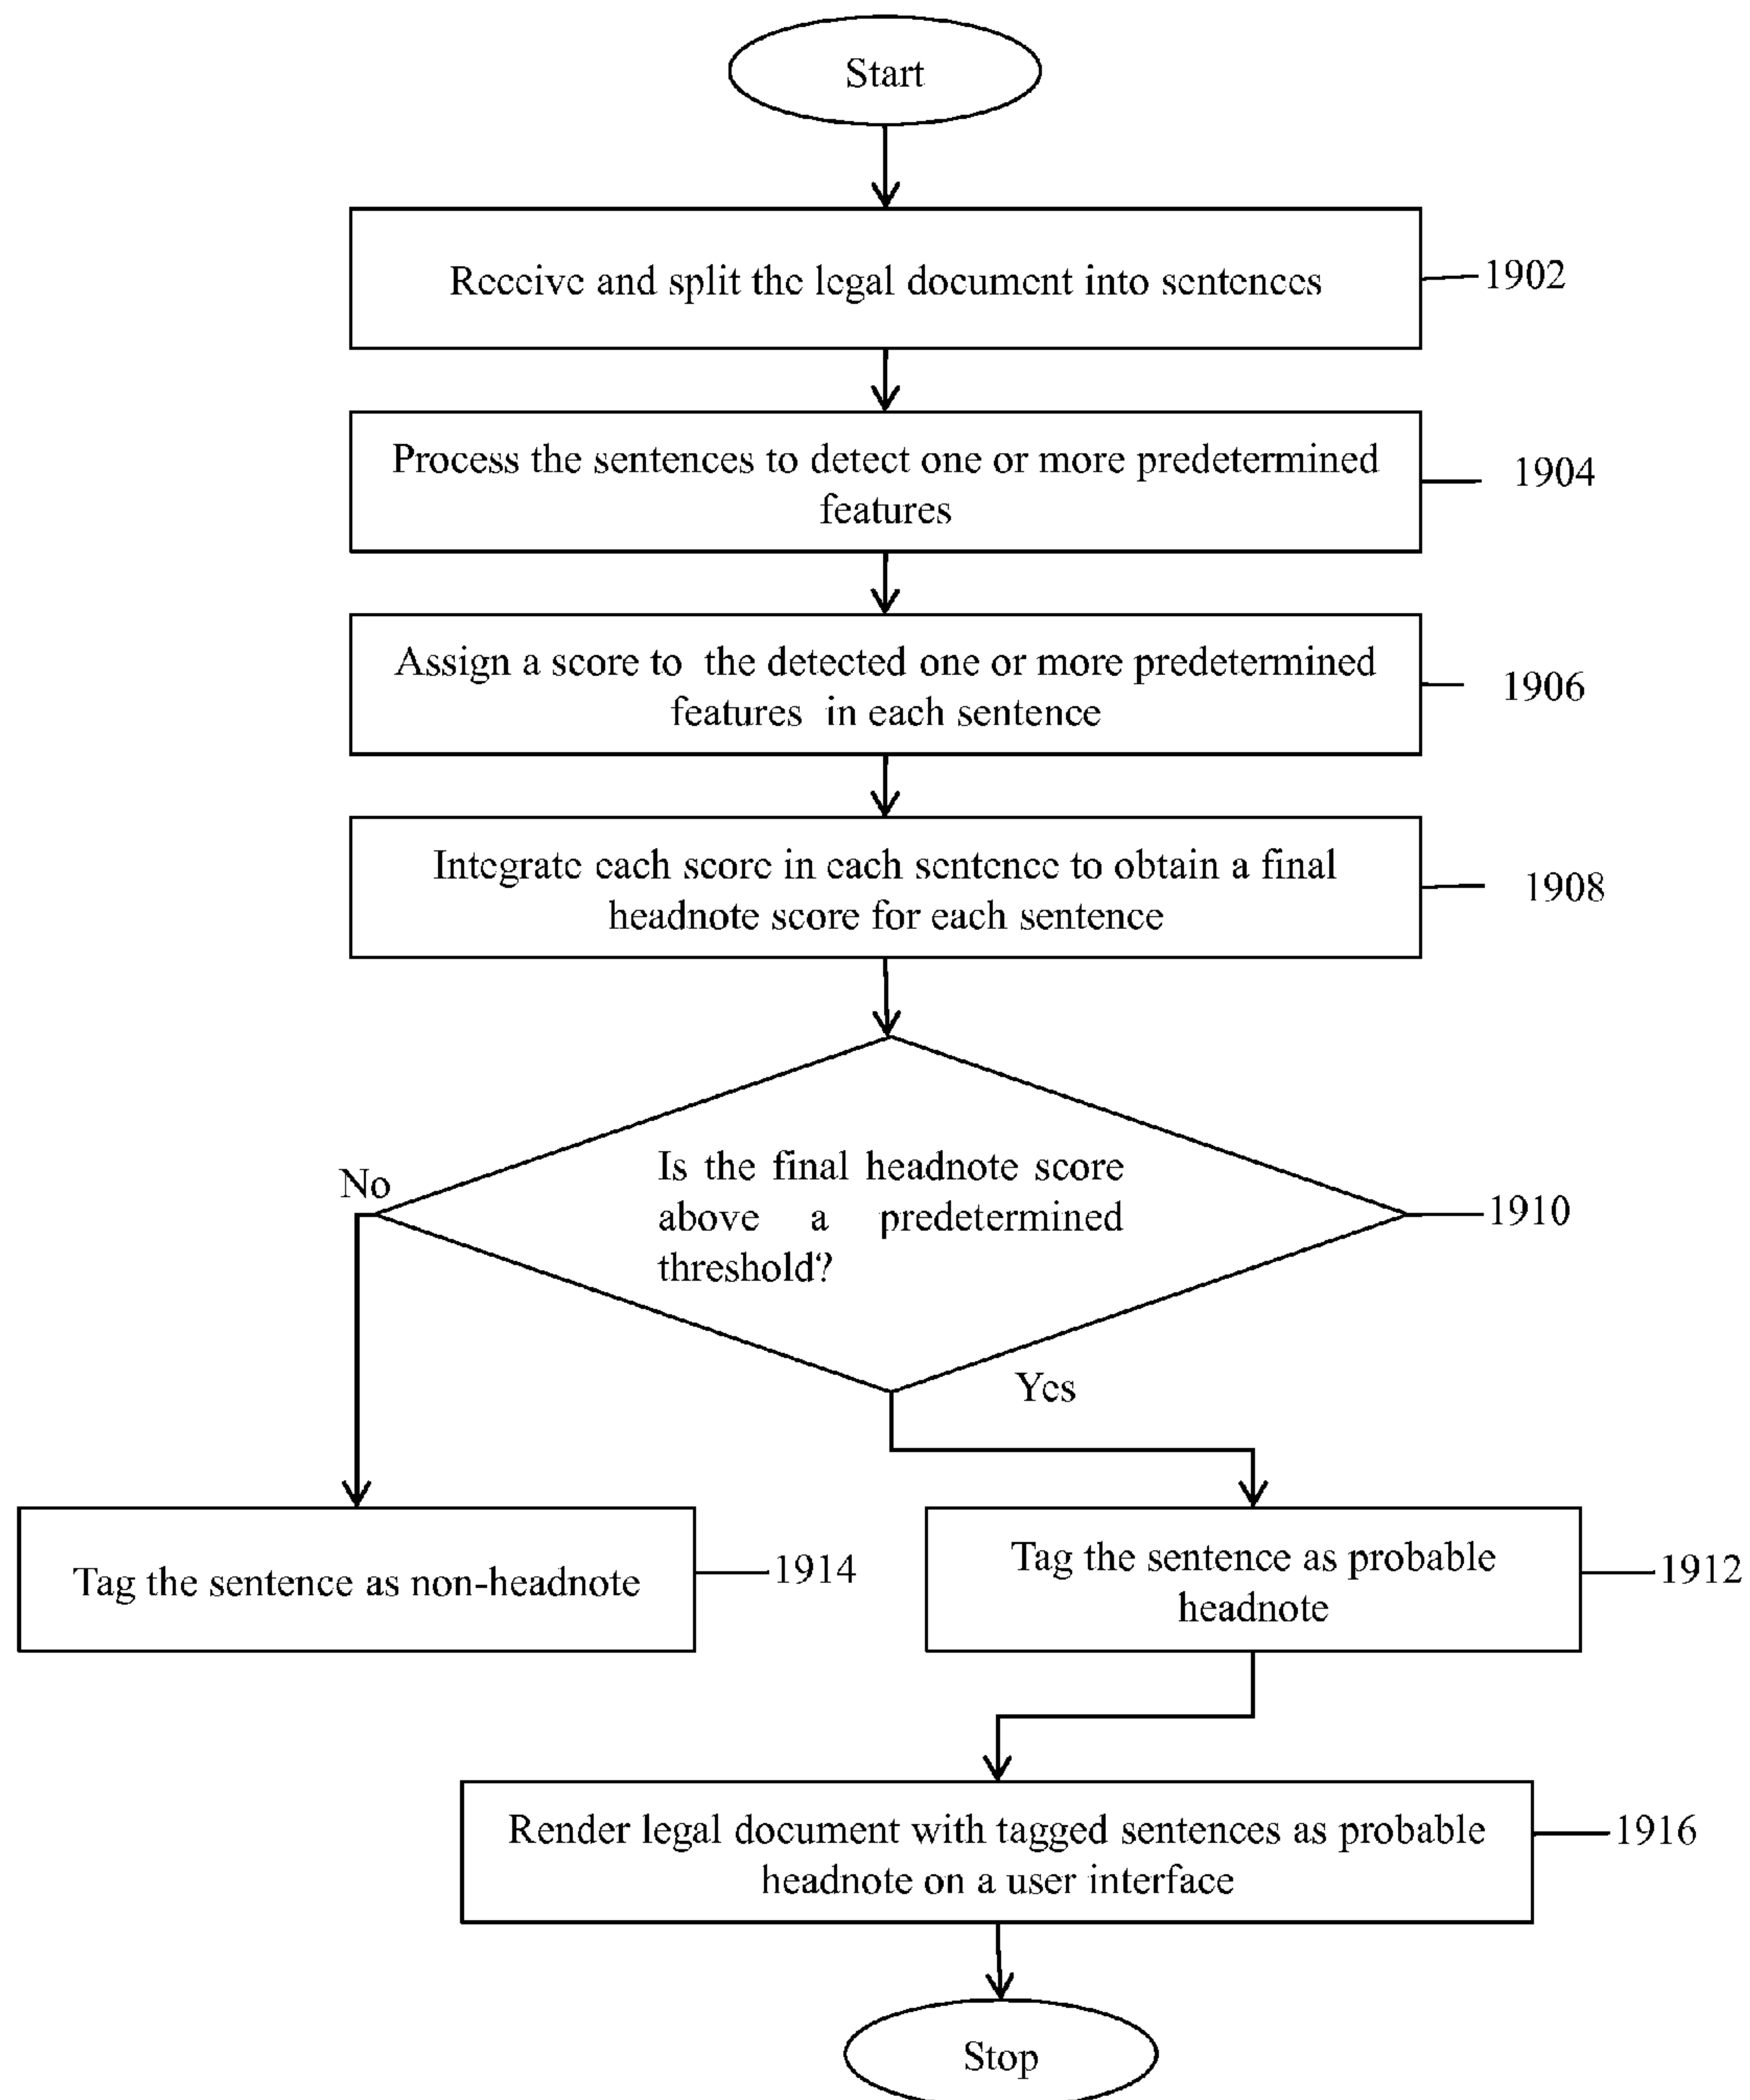 Start
Receive and split the legal document into sentences
1902
Process the sentences to detect one or more predetermined
features
1904
Assign a score to the detected one or more predetermined
features in each sentence
1906
Integrate each score in each sentence to obtain a final
headnote score for each sentence
1908
Is the final headnote score
above a predetermined
threshold?
No
1910
Yes
Tag the sentence as non-headnote
1914
Tag the sentence as probable
headnote
1912
Render legal document with tagged sentences as probable
headnote on a user interface
1916
Stop